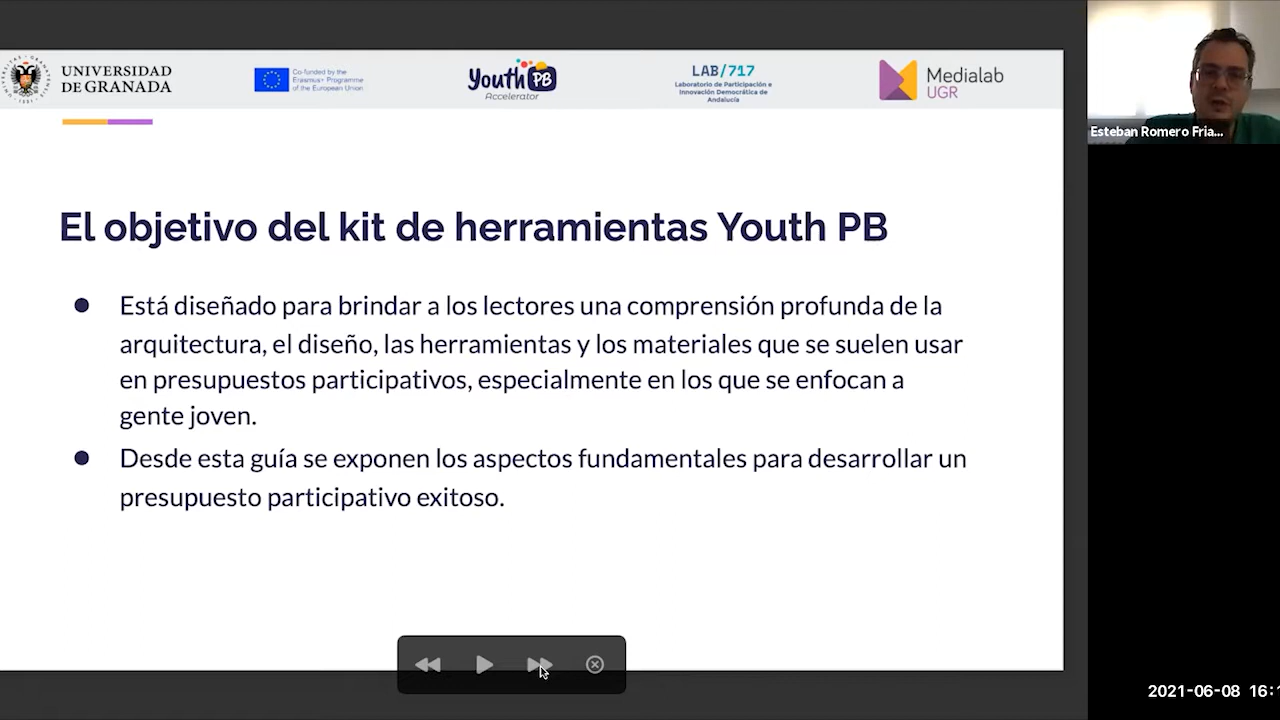 UNIVERSIDAD
DE GRANADA
Co-funded by the
Erasmus+ Programme
of the European Union
Youth PB
Accelerator
LAB/717
Laboratorio de Participación e
Innovación Democrática de
Andalucía
Medialab
UGR
Esteban Romero Fria...
El objetivo del kit de herramientas Youth PB
● Está diseñado para brindar a los lectores una comprensión profunda de la
arquitectura, el diseño, las herramientas y los materiales que se suelen usar
en presupuestos participativos, especialmente en los que se enfocan a
gente joven.
● Desde esta guía se exponen los aspectos fundamentales para desarrollar un
presupuesto participativo exitoso.
2021-06-08 16:1